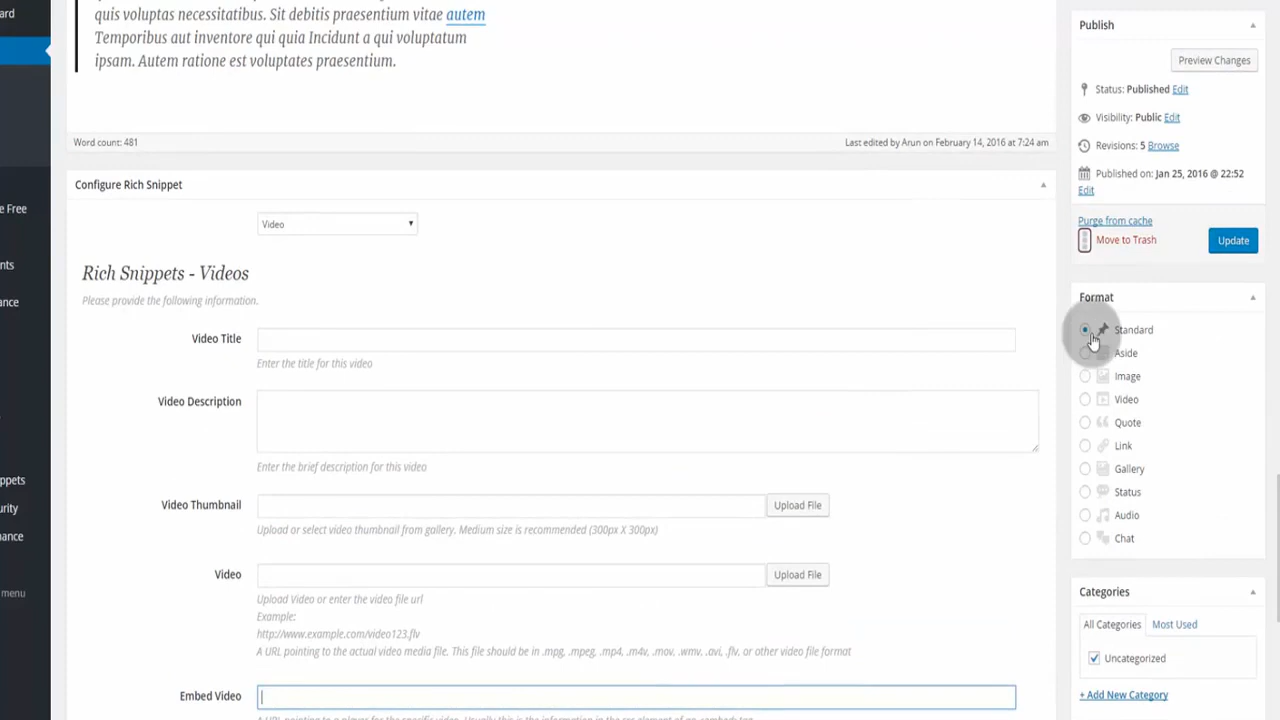 ard
e Free
nts
ance
ppets
urity
nance
menu
quis voluptas necessitatibus. Sit debitis praesentium vitae autem
Temporibus aut inventore qui quia Incidunt a qui voluptatum
ipsam. Autem ratione est voluptates praesentium.
Word count: 481
Last edited by Arun on February 14, 2016 at 7:24 am
Configure Rich Snippet
Video
Rich Snippets - Videos
Please provide the following information.
Video Title
Enter the title for this video
Video Description
Enter the brief description for this video
Video Thumbnail
Upload File
Upload or select video thumbnail from gallery. Medium size is recommended (300px X 300px)
Video
Upload File
Upload Video or enter the video file url
Example:
http://www.example.com/video123.flv
A URL pointing to the actual video media file. This file should be in .mpg, .mpeg, .mp4, .m4v, .mov, .wmv, .avi, .flv, or other video file format
Embed Video
Publish
Preview Changes
Status: Published Edit
Visibility: Public Edit
Revisions: 5 Browse
Published on: Jan 25, 2016 @ 22:52
Edit
Purge from cache
Move to Trash
Update
Format
Standard
Aside
Image
Video
Quote
Link
Gallery
Status
Audio
Chat
Categories
All Categories
Most Used
Uncategorized
+ Add New Category